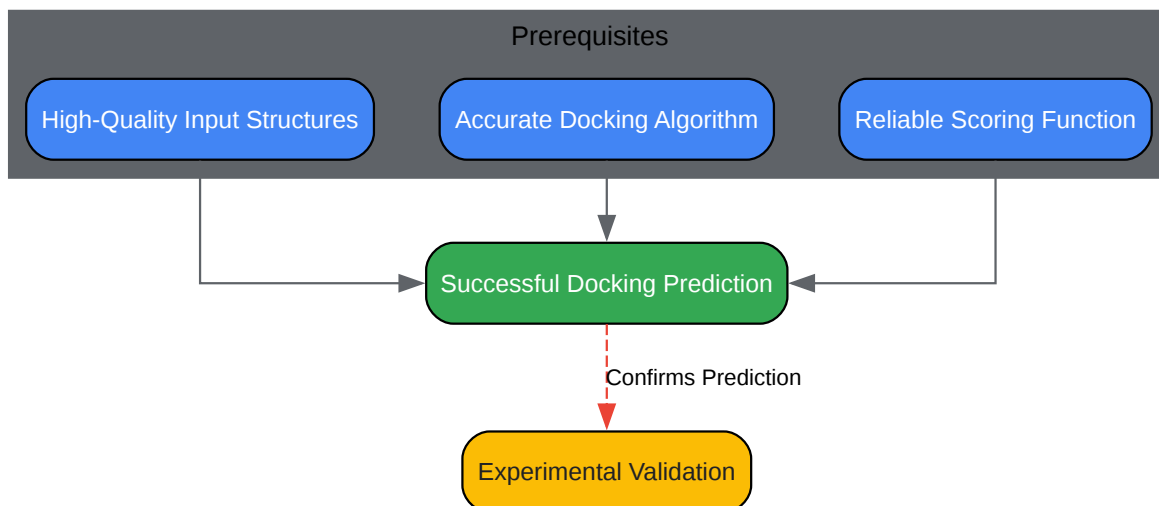 Prerequisites
High-Quality Input Structures
Accurate Docking Algorithm
Reliable Scoring Function
Successful Docking Prediction
Confirms Prediction
Experimental Validation